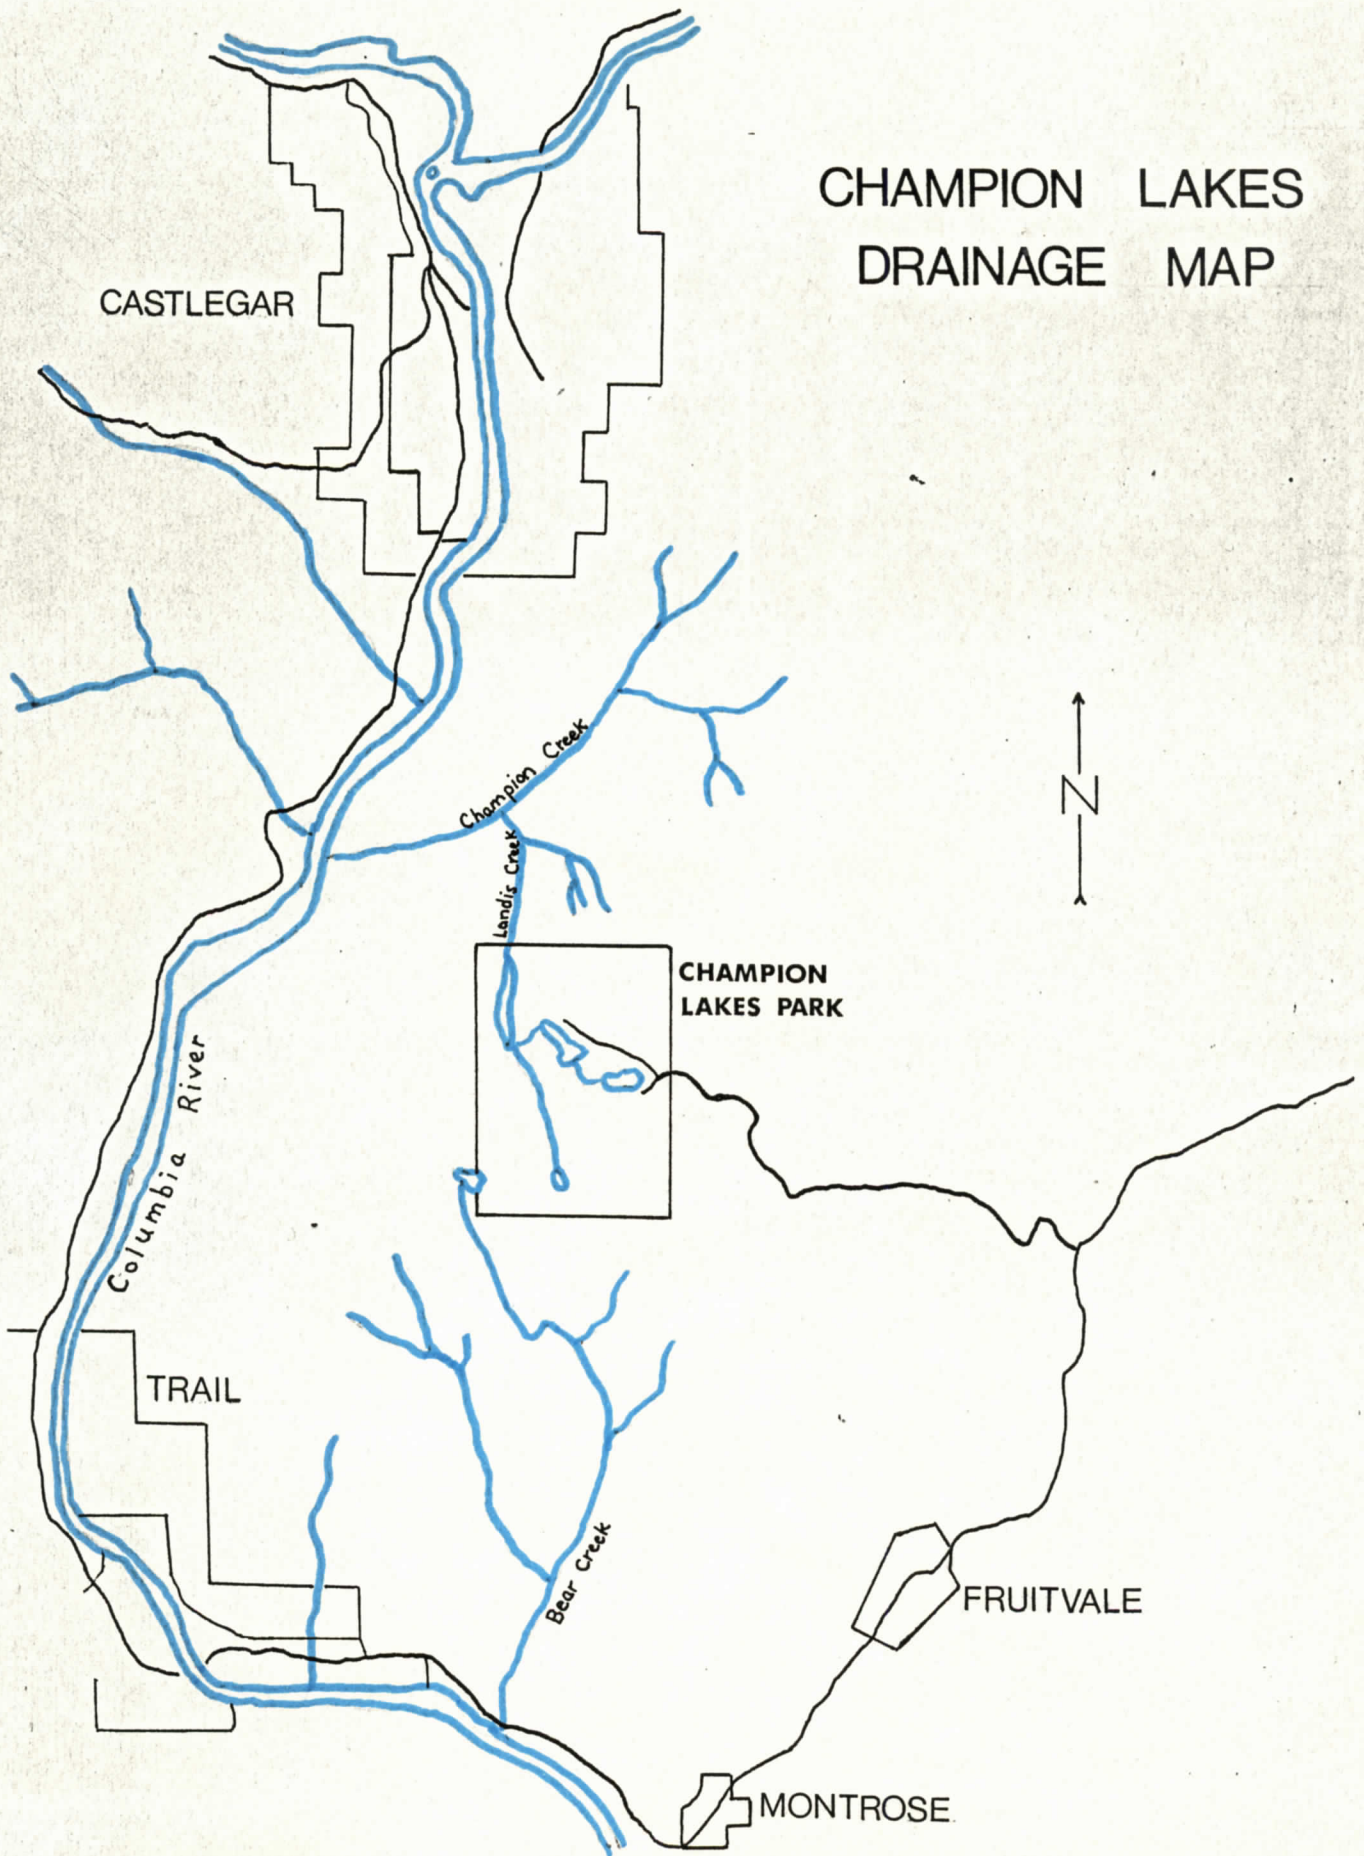 CHAMPION LAKES
DRAINAGE MAP
CASTLEGAR
Champion Creek
N
Landis Creek
CHAMPION
LAKES PARK
Columbia River
TRAIL
Bear Creek
FRUITVALE
MONTROSE